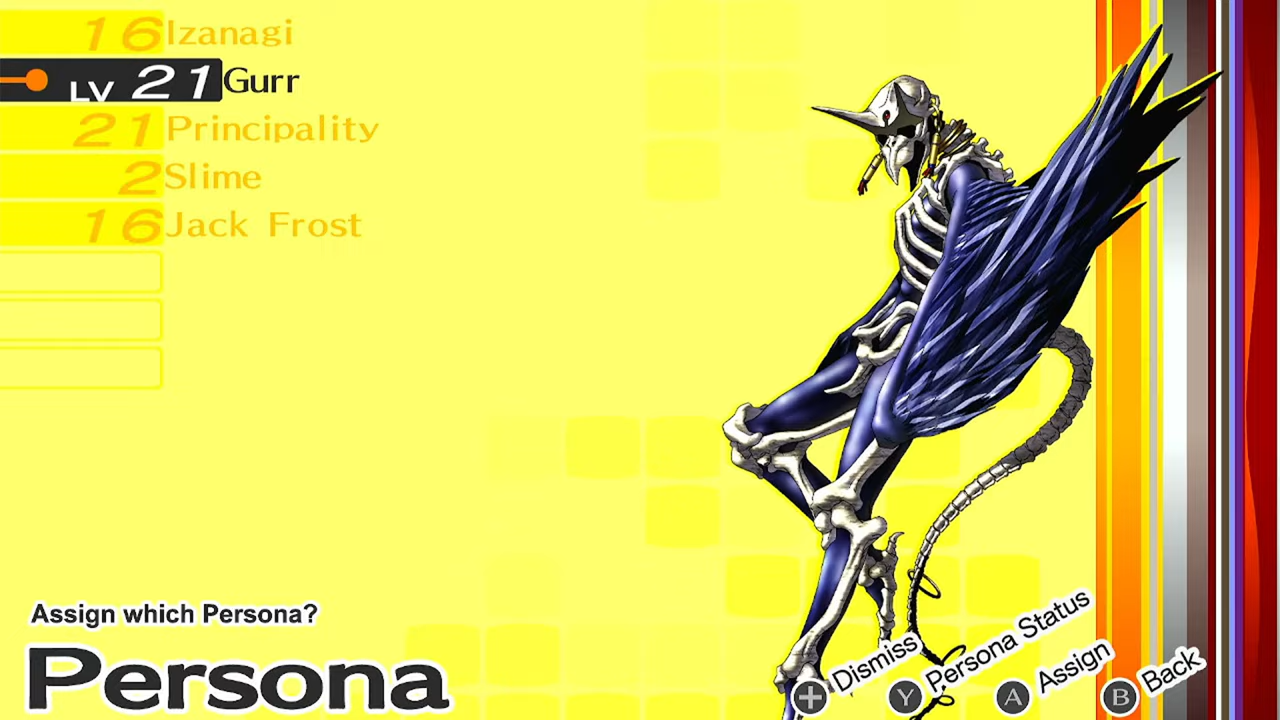 16 Izanagi
LV 21 Gurr
21 Principality
2 Slime
16 Jack Frost
Assign which Persona?
Persona
+ Dismiss Y Persona Status A Assign B Back